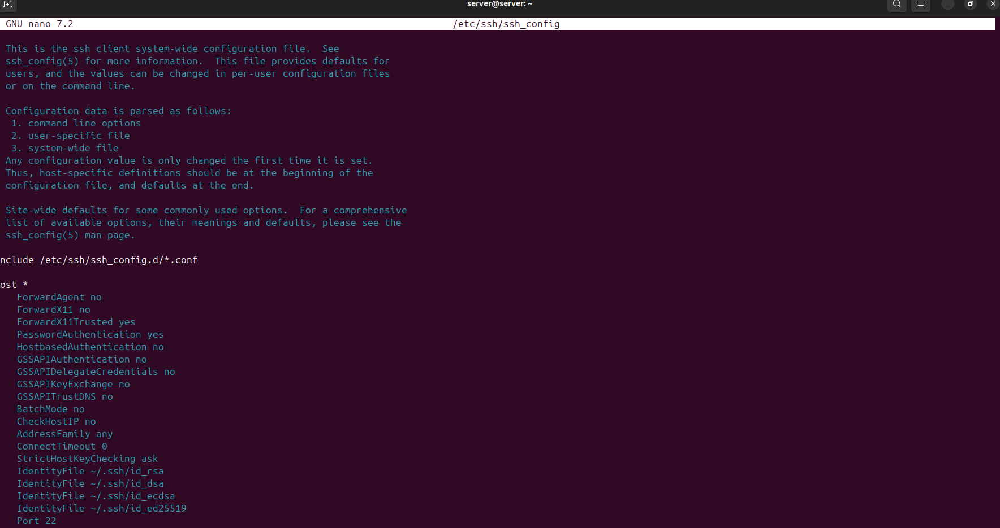 server@server: ~
GNU nano 7.2 /etc/ssh/ssh_config
This is the ssh client system-wide configuration file.  See
ssh_config(5) for more information.  This file provides defaults for
users, and the values can be changed in per-user configuration files
or on the command line.
Configuration data is parsed as follows:
1. command line options
2. user-specific file
3. system-wide file
Any configuration value is only changed the first time it is set.
Thus, host-specific definitions should be at the beginning of the
configuration file, and defaults at the end.
Site-wide defaults for some commonly used options.  For a comprehensive
list of available options, their meanings and defaults, please see the
ssh_config(5) man page.
nclude /etc/ssh/ssh_config.d/*.conf
ost *
ForwardAgent no
ForwardX11 no
ForwardX11Trusted yes
PasswordAuthentication yes
HostbasedAuthentication no
GSSAPIAuthentication no
GSSAPIDelegateCredentials no
GSSAPIKeyExchange no
GSSAPITrustDNS no
BatchMode no
CheckHostIP no
AddressFamily any
ConnectTimeout 0
StrictHostKeyChecking ask
IdentityFile ~/.ssh/id_rsa
IdentityFile ~/.ssh/id_dsa
IdentityFile ~/.ssh/id_ecdsa
IdentityFile ~/.ssh/id_ed25519
Port 22